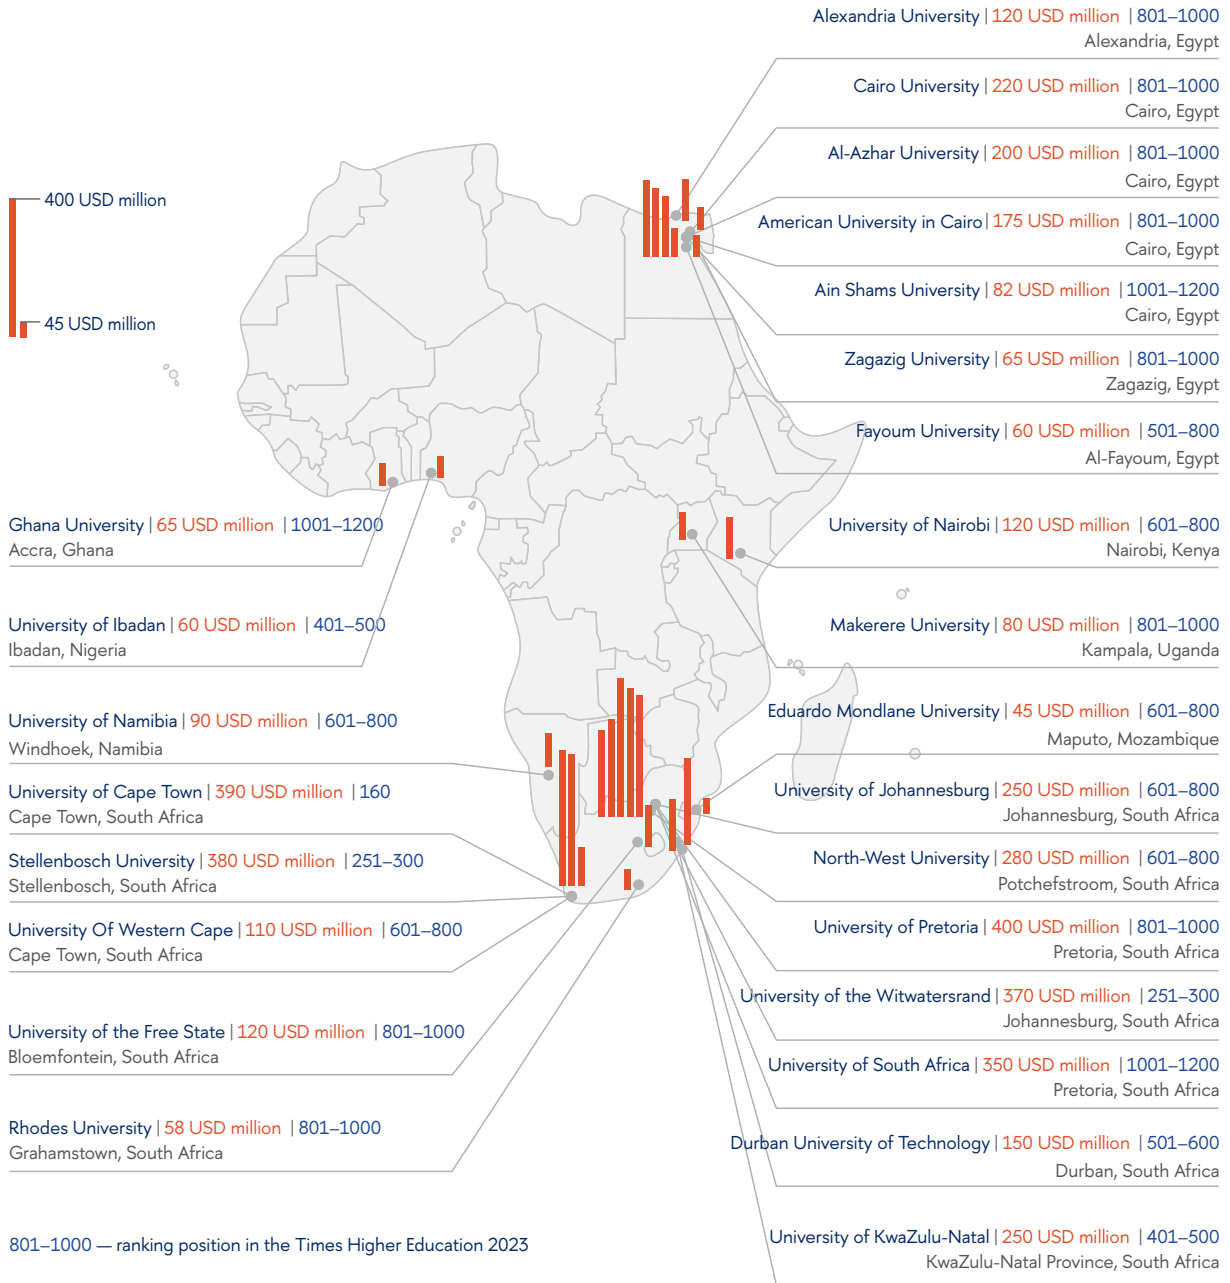 Alexandria University | 120 USD million | 801–1000
Alexandria, Egypt
Cairo University | 220 USD million | 801–1000
Cairo, Egypt
Al-Azhar University | 200 USD million | 801–1000
Cairo, Egypt
American University in Cairo | 175 USD million | 801–1000
Cairo, Egypt
Ain Shams University | 82 USD million | 1001–1200
Cairo, Egypt
Zagazig University | 65 USD million | 801–1000
Zagazig, Egypt
Fayoum University | 60 USD million | 501–800
Al-Fayoum, Egypt
University of Nairobi | 120 USD million | 601–800
Nairobi, Kenya
Makerere University | 80 USD million | 801–1000
Kampala, Uganda
Eduardo Mondlane University | 45 USD million | 601–800
Maputo, Mozambique
University of Johannesburg | 250 USD million | 601–800
Johannesburg, South Africa
North-West University | 280 USD million | 601–800
Potchefstroom, South Africa
University of Pretoria | 400 USD million | 801–1000
Pretoria, South Africa
University of the Witwatersrand | 370 USD million | 251–300
Johannesburg, South Africa
University of South Africa | 350 USD million | 1001–1200
Pretoria, South Africa
Durban University of Technology | 150 USD million | 501–600
Durban, South Africa
University of KwaZulu-Natal | 250 USD million | 401–500
KwaZulu-Natal Province, South Africa
400 USD million
45 USD million
Ghana University | 65 USD million | 1001–1200
Accra, Ghana
University of Ibadan | 60 USD million | 401–500
Ibadan, Nigeria
University of Namibia | 90 USD million | 601–800
Windhoek, Namibia
University of Cape Town | 390 USD million | 160
Cape Town, South Africa
Stellenbosch University | 380 USD million | 251–300
Stellenbosch, South Africa
University Of Western Cape | 110 USD million | 601–800
Cape Town, South Africa
University of the Free State | 120 USD million | 801–1000
Bloemfontein, South Africa
Rhodes University | 58 USD million | 801–1000
Grahamstown, South Africa
801–1000 — ranking position in the Times Higher Education 2023